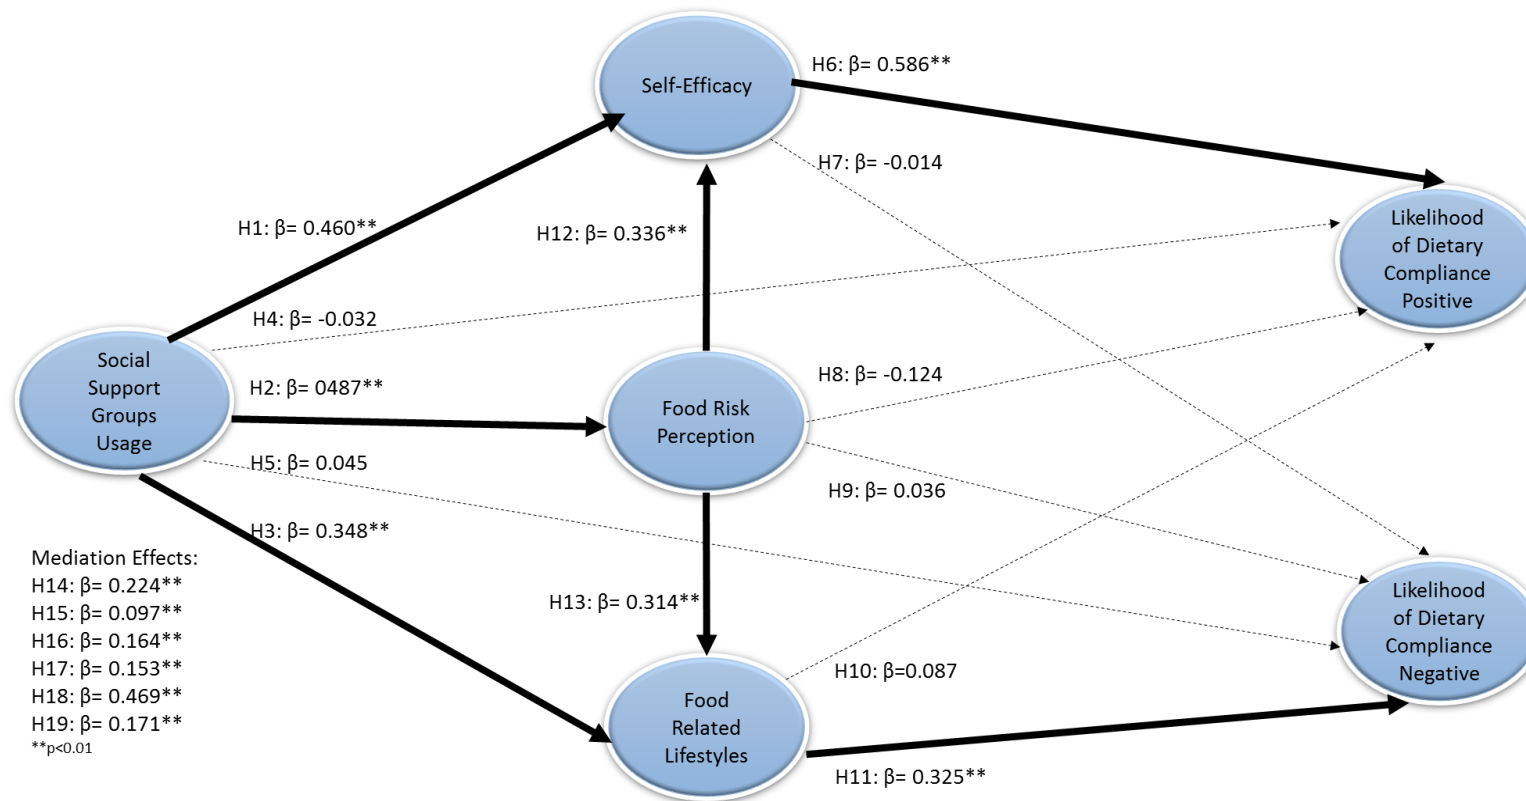 H6: β= 0.586**
Self-Efficacy
H7: β= -0.014
H1: β= 0.460**
H12: β= 0.336**
Likelihood
of Dietary
Compliance
Positive
H4: β= -0.032
Social
Support
Groups
Usage
H2: β 0487**
H8: β= -0.124
Food Risk
Perception
H5: β= 0.045
H9: β= 0.036
H3: β= 0.348**
Mediation Effects:
H14: β= 0.224**
H15: β= 0.097**
H16: β= 0.164**
H17: β= 0.153**
H18: β= 0.469**
H19: β= 0.171**
**p<0.01
H13: β= 0.314**
Likelihood
of Dietary
Compliance
Negative
H10: β=0.087
Food
Related
Lifestyles
H11: β= 0.325**